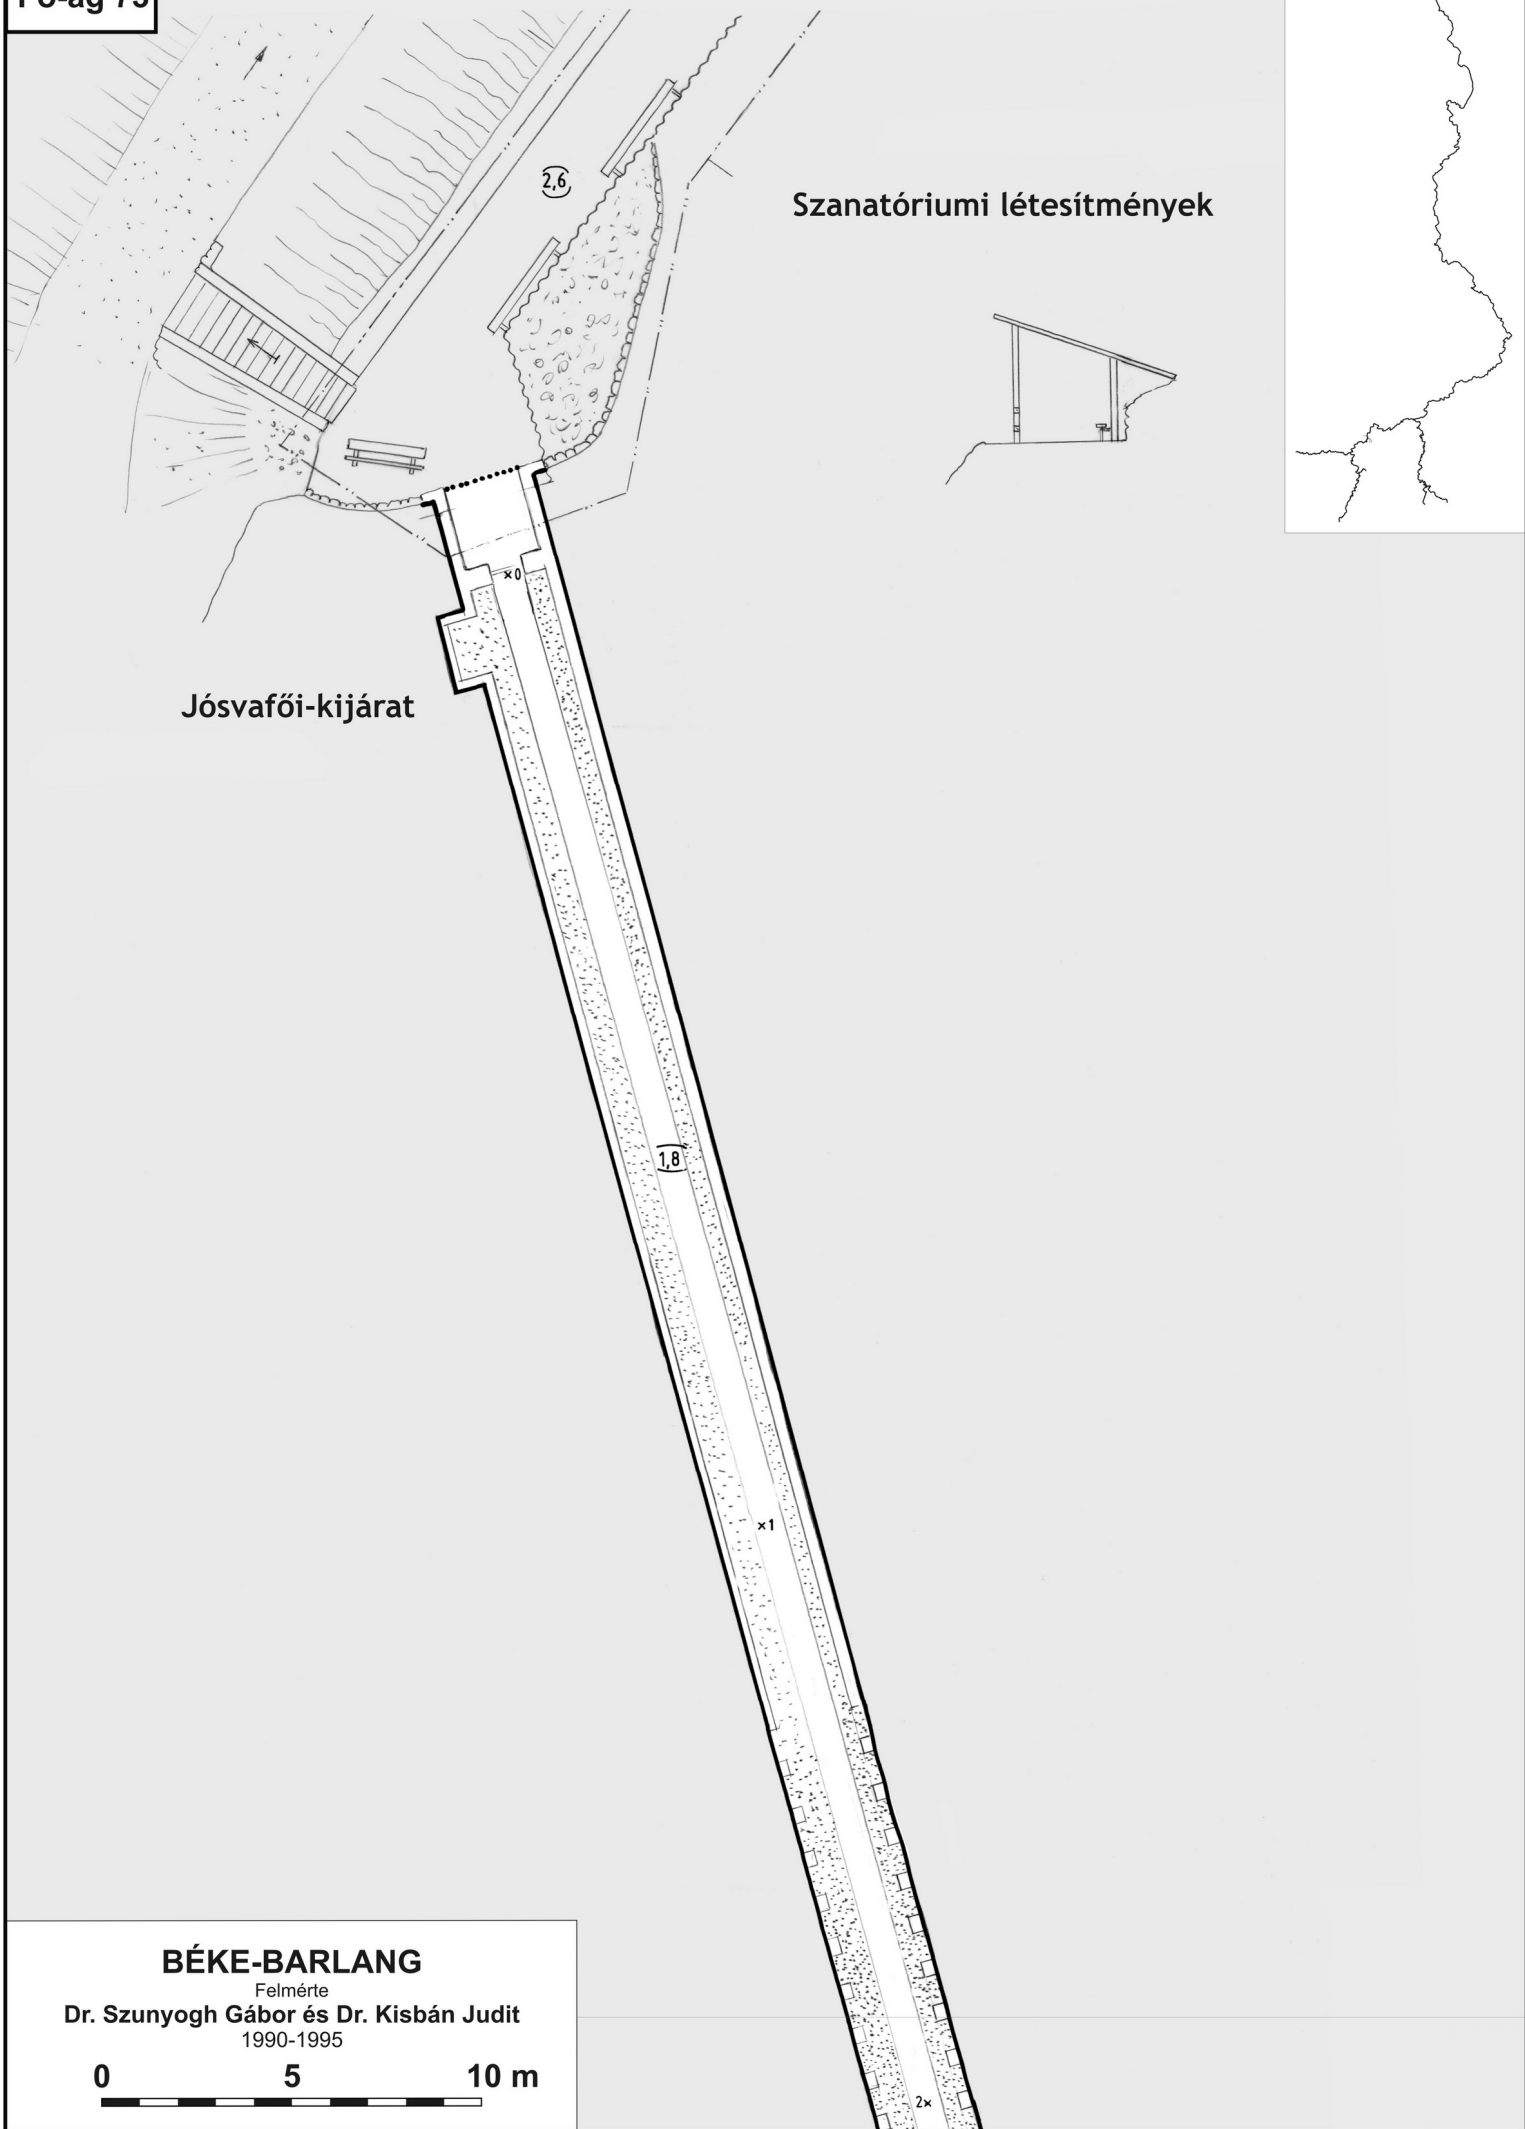 Fő-ág 73
2,6
Szanatóriumi létesítmények
×0
Jósvafői-kijárat
1,8
×1
BÉKE-BARLANG
Felmérte
Dr. Szunyogh Gábor és Dr. Kisbán Judit
1990-1995
0 5 10 m
2×